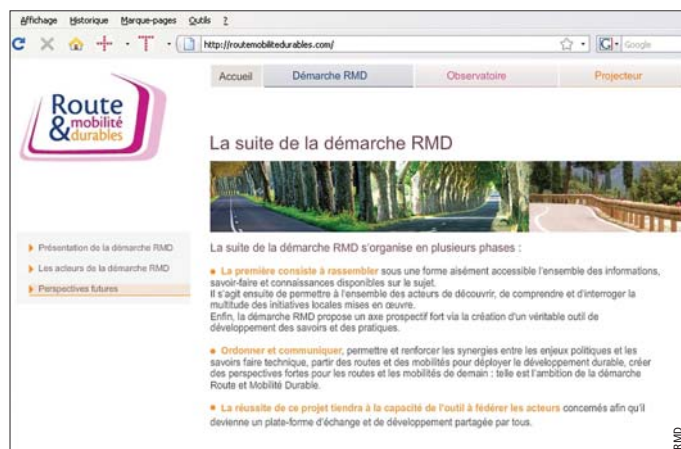 Affichage Historique Marque-pages Outils ?
http://routemobilitedurables.com/
Google
Accueil Démarche RMD Observatoire Projecteur
Route
& mobilité
durables
La suite de la démarche RMD
Présentation de la démarche RMD
Les acteurs de la démarche RMD
Perspectives futures
La suite de la démarche RMD s'organise en plusieurs phases :
La première consiste à rassembler sous une forme aisément accessible l'ensemble des informations,
savoir-faire et connaissances disponibles sur le sujet.
Il s'agit ensuite de permettre à l'ensemble des acteurs de découvrir, de comprendre et d'interroger la
multitude des initiatives locales mises en œuvre.
Enfin, la démarche RMD propose un axe prospectif fort via la création d'un véritable outil de
développement des savoirs et des pratiques.
Ordonner et communiquer, permettre et renforcer les synergies entre les enjeux politiques et les
savoirs faire technique, partir des routes et des mobilités pour déployer le développement durable, créer
des perspectives fortes pour les routes et les mobilités de demain : telle est l'ambition de la démarche
Route et Mobilité Durable.
La réussite de ce projet tiendra à la capacité de l'outil à fédérer les acteurs concernés afin qu'il
devienne un plate-forme d'échange et de développement partagée par tous.
RMD